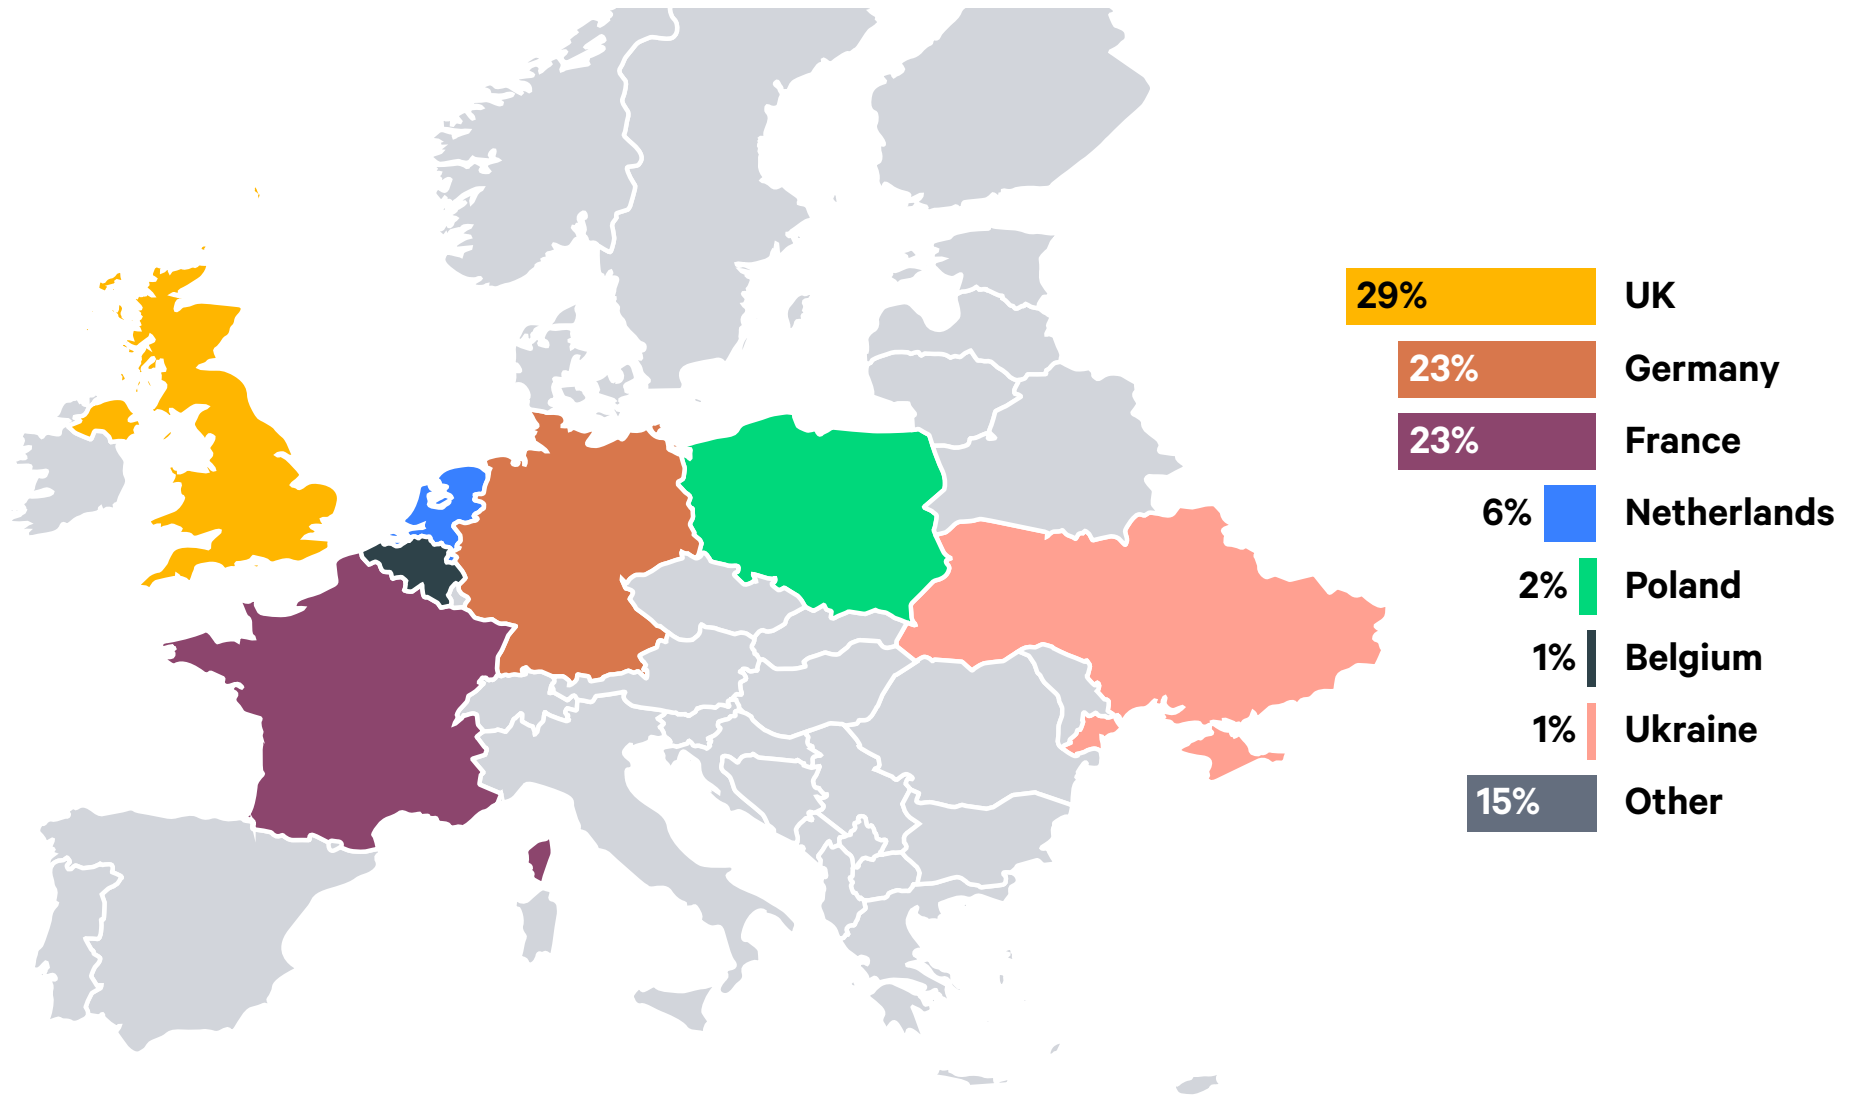 29% UK
23% Germany
23% France
6% Netherlands
2% Poland
1% Belgium
1% Ukraine
15% Other